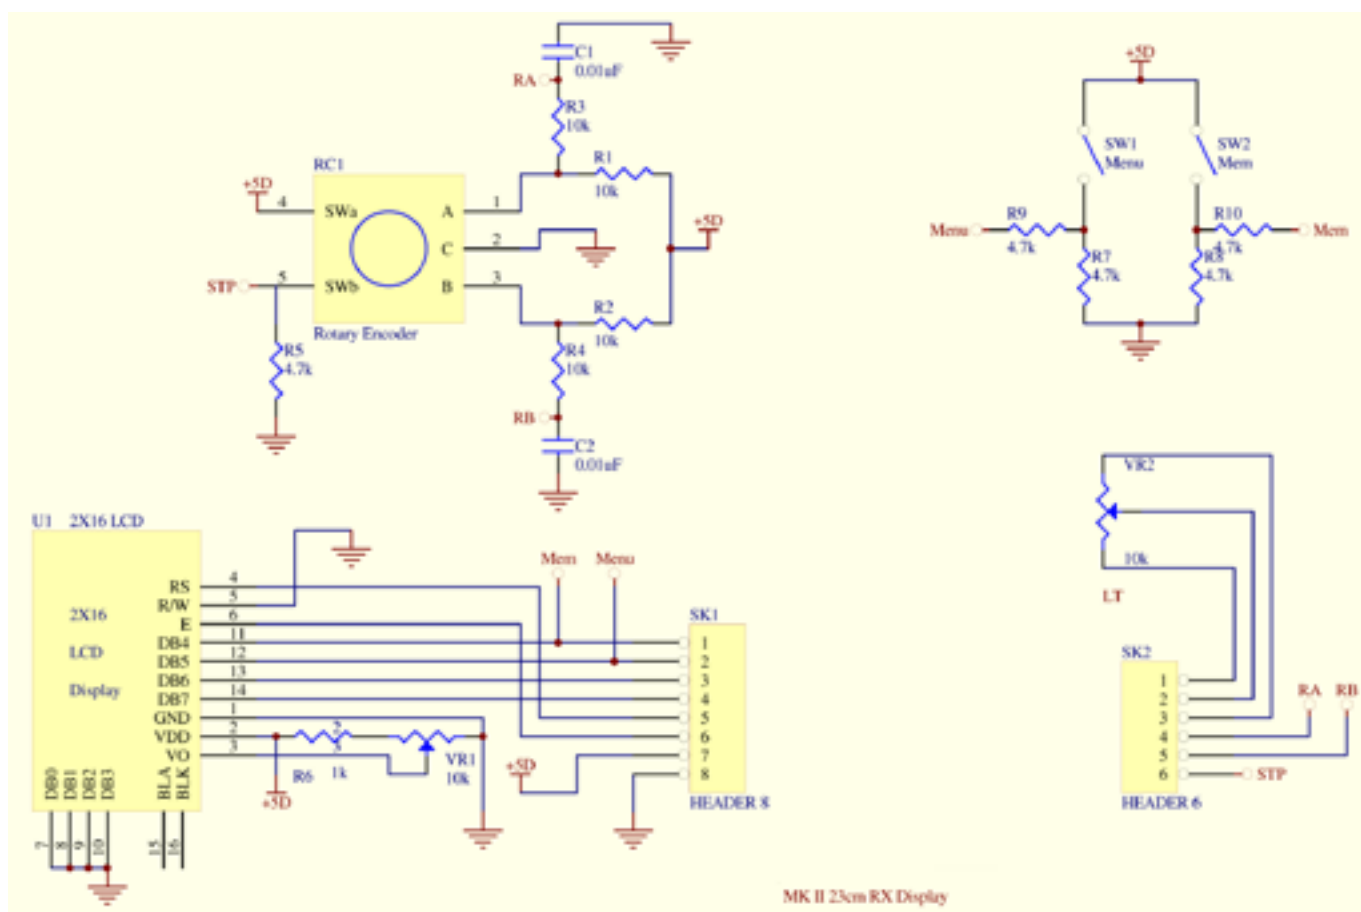 C1
0.01uF
RA
R3
10k
R1
10k
RC1
+5D
4
SWa
A
1
C
2
+5D
STP
5
SWb
B
3
Rotary Encoder
R2
10k
R5
4.7k
R4
10k
RB
C2
0.01uF
+5D
SW1
Menu
SW2
Mem
Menu
R9
4.7k
R10
4.7k
Mem
R7
4.7k
R8
4.7k
VR2
10k
LT
U1 2X16 LCD
2X16
LCD
Display
RS 4
R/W 5
E 6
DB4 11
DB5 12
DB6 13
DB7 14
GND 1
VDD 2
VO 3
DB0
DB1
DB2
DB3
BLA
BLK
7
8
9
10
15
16
+5D
R6
1k
2
3
VR1
10k
Mem
Menu
+5D
SK1
1
2
3
4
5
6
7
8
HEADER 8
SK2
1
2
3
4
5
6
HEADER 6
RA
RB
STP
MK II 23cm RX Display